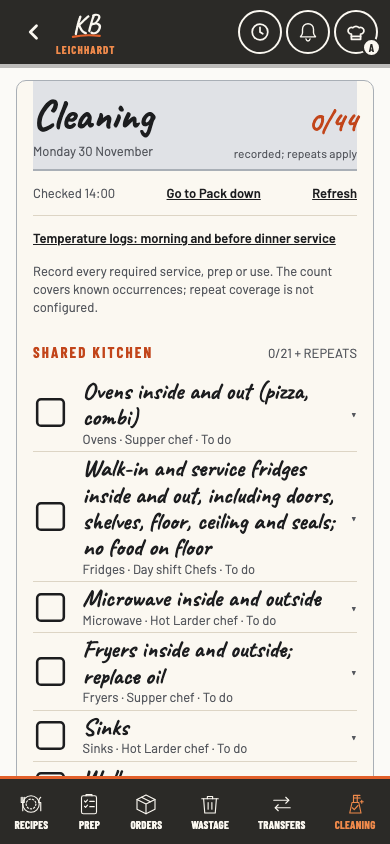 KB
LEICHHARDT
A
Cleaning
0/44
Monday 30 November
recorded; repeats apply
Checked 14:00
Go to Pack down
Refresh
Temperature logs: morning and before dinner service
Record every required service, prep or use. The count
covers known occurrences; repeat coverage is not
configured.
SHARED KITCHEN
0/21 + REPEATS
Ovens inside and out (pizza,
combi)
Ovens · Supper chef · To do
Walk-in and service fridges
inside and out, including doors,
shelves, floor, ceiling and seals;
no food on floor
Fridges · Day shift Chefs · To do
Microwave inside and outside
Microwave · Hot Larder chef · To do
Fryers inside and outside;
replace oil
Fryers · Supper chef · To do
Sinks
Sinks · Hot Larder chef · To do
RECIPES
PREP
ORDERS
WASTAGE
TRANSFERS
CLEANING